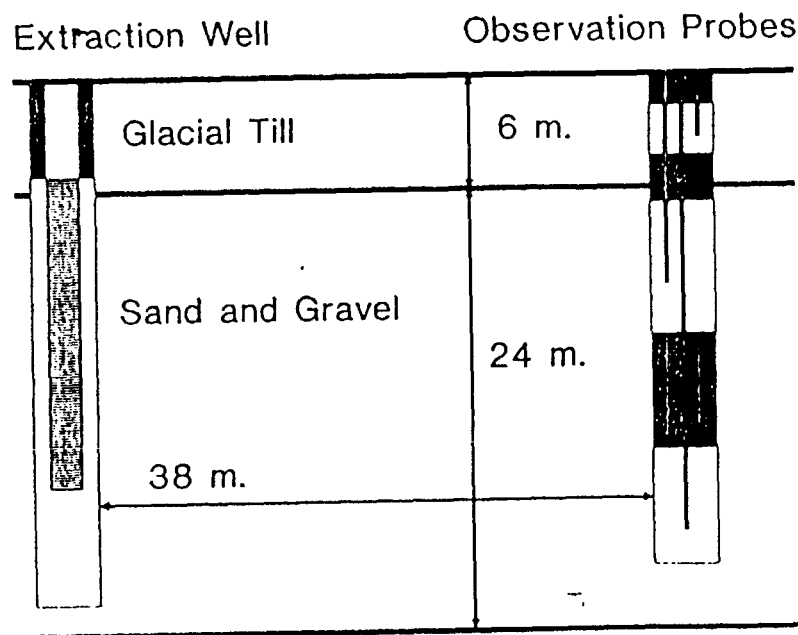 Extraction Well
Observation Probes
Glacial Till
6 m.
Sand and Gravel
24 m.
38 m.